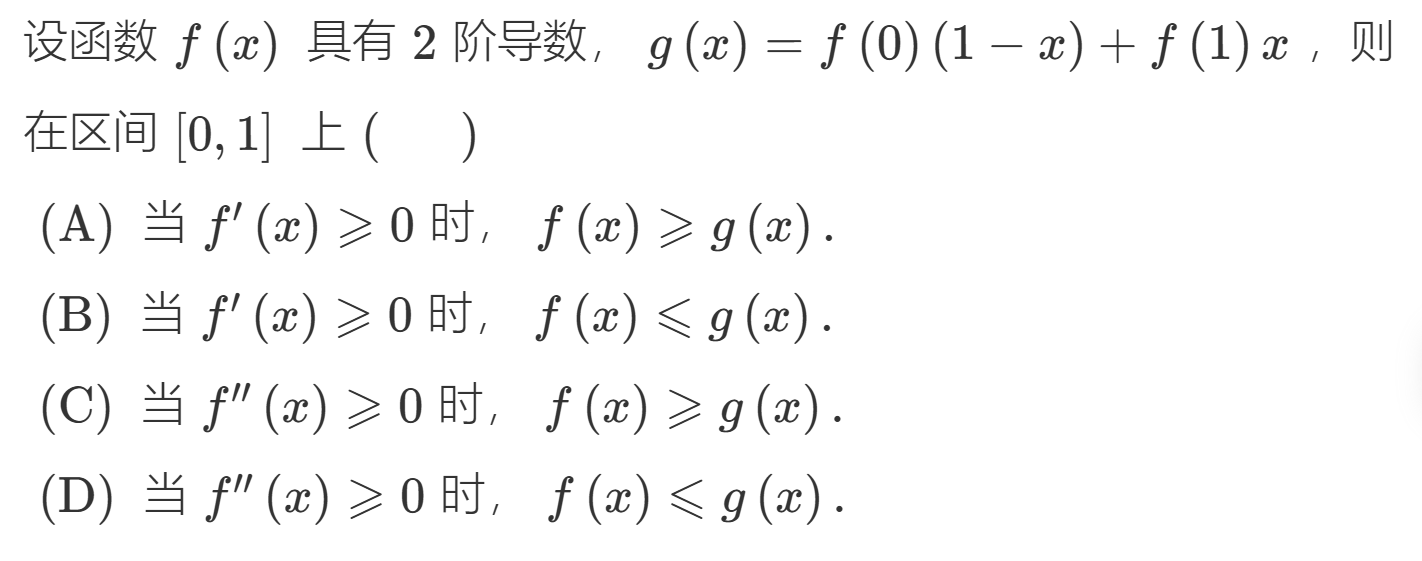 设函数 f (x) 具有 2 阶导数， g (x) = f (0) (1 − x) + f (1) x ，则
在区间 [0, 1] 上 (　　)
(A) 当 f′ (x) ⩾ 0 时， f (x) ⩾ g (x) .
(B) 当 f′ (x) ⩾ 0 时， f (x) ⩽ g (x) .
(C) 当 f″ (x) ⩾ 0 时， f (x) ⩾ g (x) .
(D) 当 f″ (x) ⩾ 0 时， f (x) ⩽ g (x) .